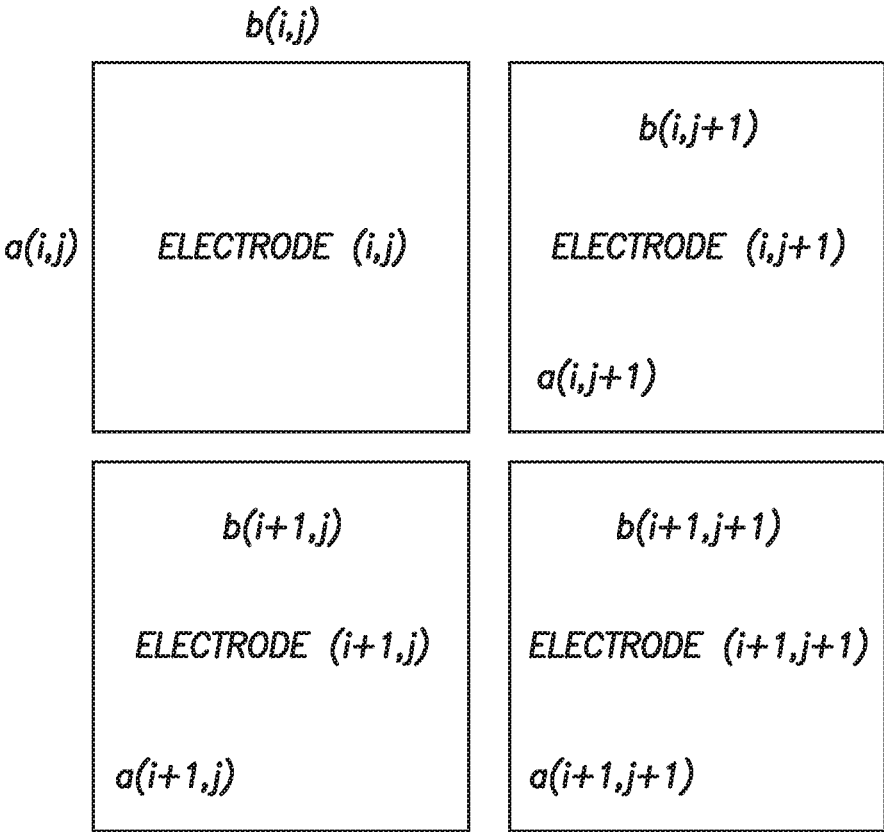 b(i,j)
b(i,j+1)
a(i,j)
ELECTRODE (i,j)
ELECTRODE (i,j+1)
a(i,j+1)
b(i+1,j)
b(i+1,j+1)
ELECTRODE (i+1,j)
ELECTRODE (i+1,j+1)
a(i+1,j)
a(i+1,j+1)